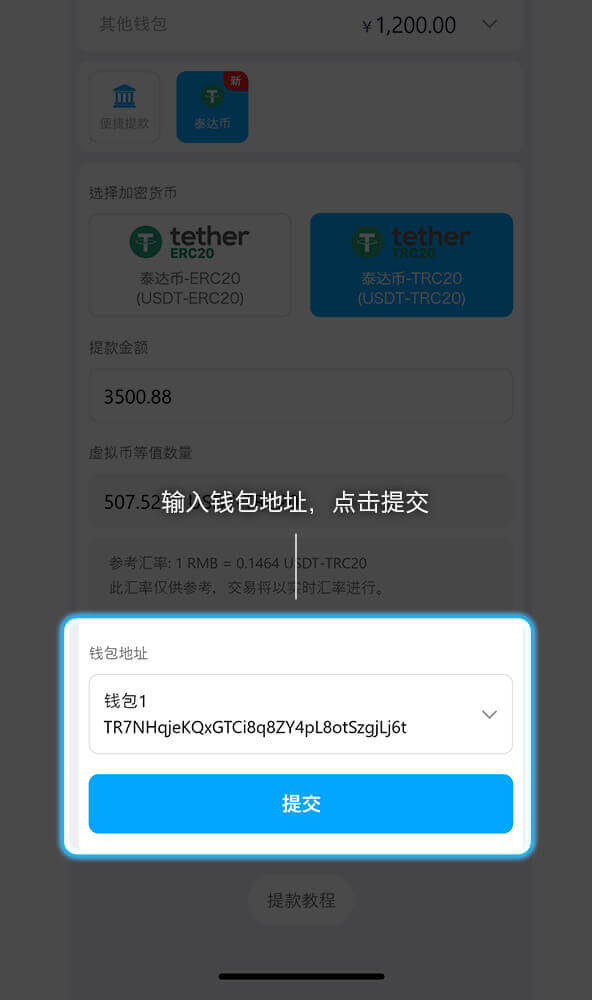 其他钱包
￥1,200.00
便捷提款
新
泰达币
选择加密货币
tether
ERC20
泰达币-ERC20
(USDT-ERC20)
tether
TRC20
泰达币-TRC20
(USDT-TRC20)
提款金额
3500.88
虚拟币等值数量
507.52
输入钱包地址，点击提交
参考汇率: 1 RMB = 0.1464 USDT-TRC20
此汇率仅供参考，交易将以实时汇率进行。
钱包地址
钱包1
TR7NHqjeKQxGTCi8q8ZY4pL8otSzgjLj6t
提交
提款教程